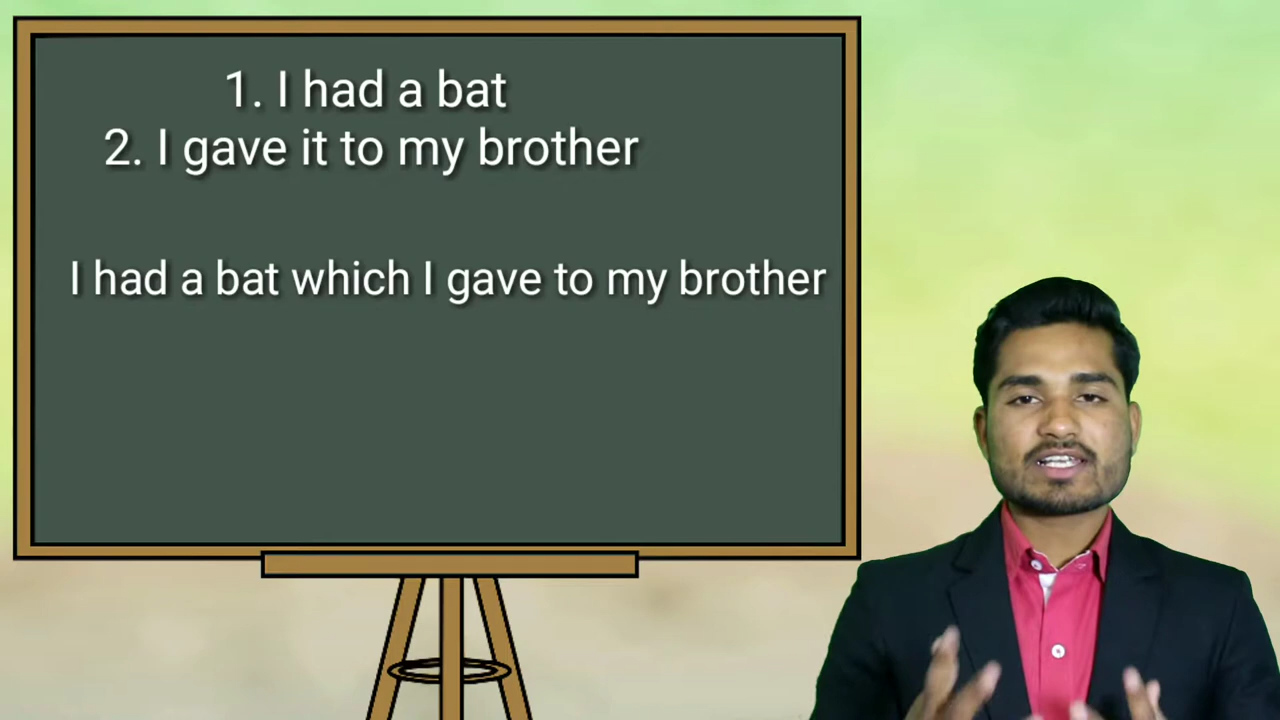 1. I had a bat
2. I gave it to my brother
I had a bat which I gave to my brother